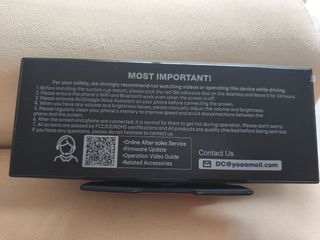 MOST IMPORTANT!
For your safety, we strongly recommend not watching videos or operating this device while driving.
1. Before installing the suction cup mount, please stick the red 3M adhesive disc on the dashtop and leave it for 24 hours.
2. Please ensure the phone's WiFi and Bluetooth work even when the screen is off.
3. Please activate Siri/Google Voice Assistant on your phone before connecting the screen.
4. When you have any volume and brightness issues, please manually adjust the volume and brightness.
5. Please regularly clean your phone's memory to improve compatibility and avoid disconnections between the
phone and the screen.
6. After the screen and phone are connected, it is normal for them to get hot during operation. Please don't worry.
7. All screens are passed by FCC/CE/ROHS certifications and All products are quality checked before being sent out.
If you have any questions, please do not hesitate to contact us.
•Online After-sales Service
•Firmware Update
•Operation Video Guide
•Related Accessories
Contact Us
DC@yooomall.com